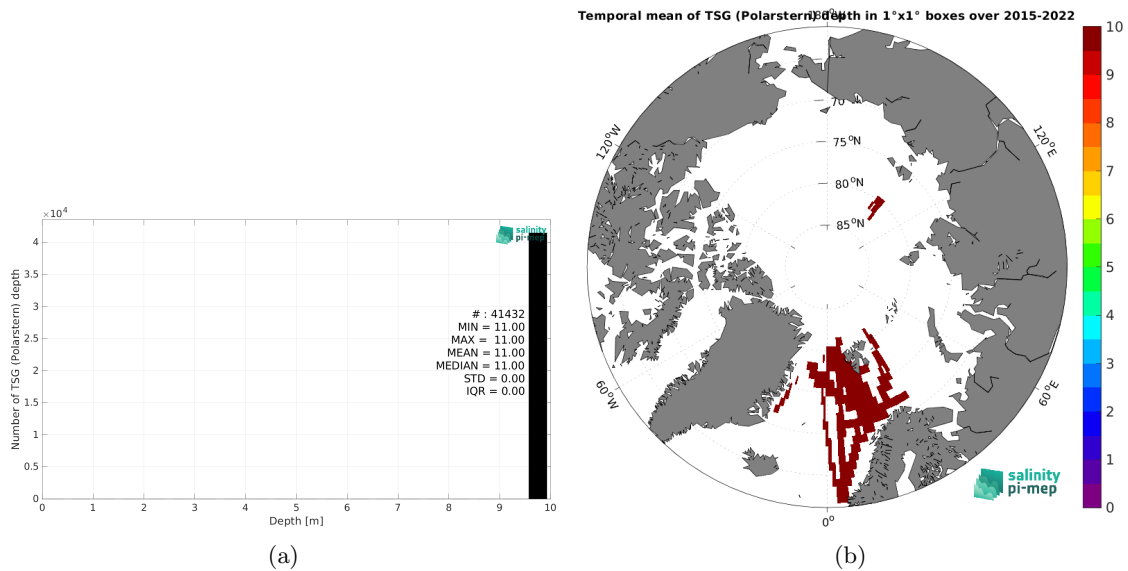 ×10⁴
4
3.5
3
2.5
2
1.5
1
0.5
0
Number of TSG (Polarstern) depth
salinity
pi-mep
# : 41432
MIN = 11.00
MAX = 11.00
MEAN = 11.00
MEDIAN = 11.00
STD = 0.00
IQR = 0.00
0 1 2 3 4 5 6 7 8 9 10
Depth [m]
(a)
Temporal mean of TSG (Polarstern) depth in 1°x1° boxes over 2015-2022
180°
120°W
120°E
75°N
80°N
85°N
60°W
60°E
0°
salinity
pi-mep
10
9
8
7
6
5
4
3
2
1
0
(b)